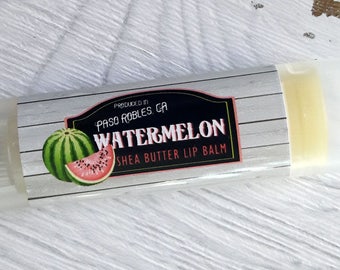 PRODUCED IN
PASO ROBLES, CA
WATERMELON
SHEA BUTTER LIP BALM